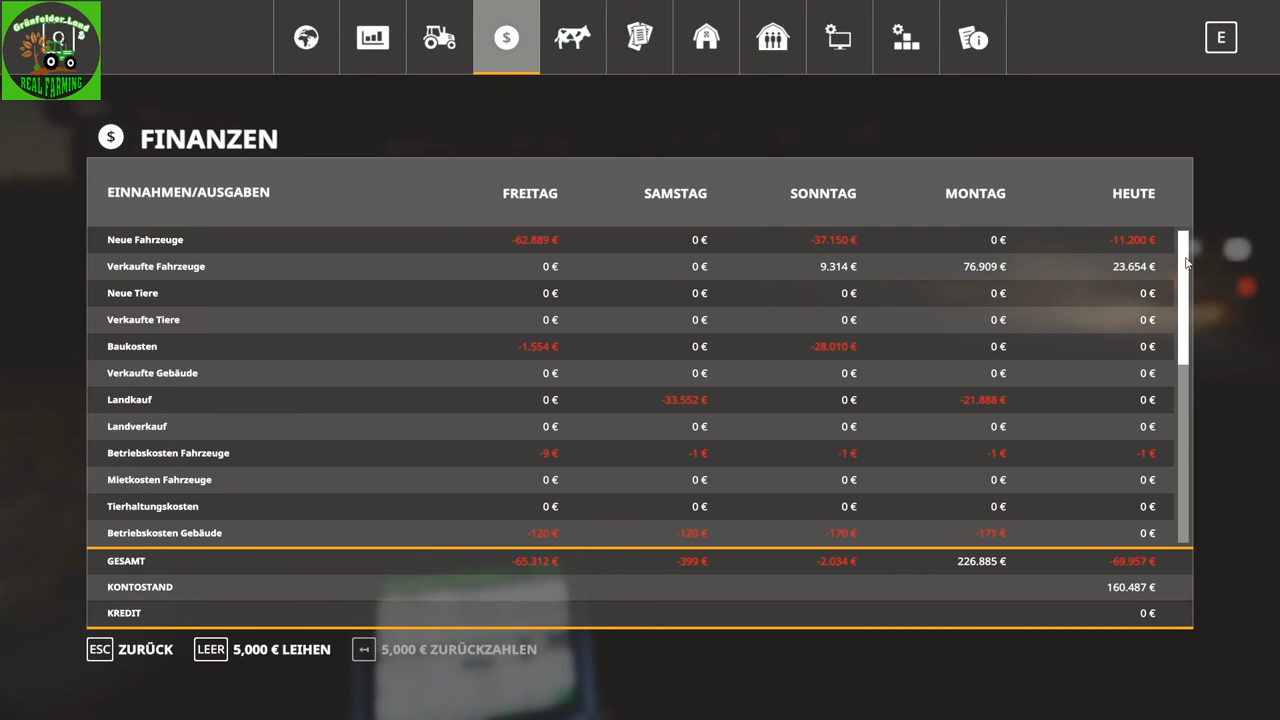 Grünfelder.Land
REAL FARMING
$
E
$ FINANZEN
EINNAHMEN/AUSGABEN FREITAG SAMSTAG SONNTAG MONTAG HEUTE
Neue Fahrzeuge -62.889 € 0 € -37.150 € 0 € -11.200 €
Verkaufte Fahrzeuge 0 € 0 € 9.314 € 76.909 € 23.654 €
Neue Tiere 0 € 0 € 0 € 0 € 0 €
Verkaufte Tiere 0 € 0 € 0 € 0 € 0 €
Baukosten -1.554 € 0 € -28.010 € 0 € 0 €
Verkaufte Gebäude 0 € 0 € 0 € 0 € 0 €
Landkauf 0 € -33.552 € 0 € -21.888 € 0 €
Landverkauf 0 € 0 € 0 € 0 € 0 €
Betriebskosten Fahrzeuge -9 € -1 € -1 € -1 € -1 €
Mietkosten Fahrzeuge 0 € 0 € 0 € 0 € 0 €
Tierhaltungskosten 0 € 0 € 0 € 0 € 0 €
Betriebskosten Gebäude -120 € -120 € -170 € -171 € 0 €
GESAMT -65.312 € -399 € -2.034 € 226.885 € -69.957 €
KONTOSTAND 160.487 €
KREDIT 0 €
ESC ZURÜCK LEER 5,000 € LEIHEN ↔ 5,000 € ZURÜCKZAHLEN